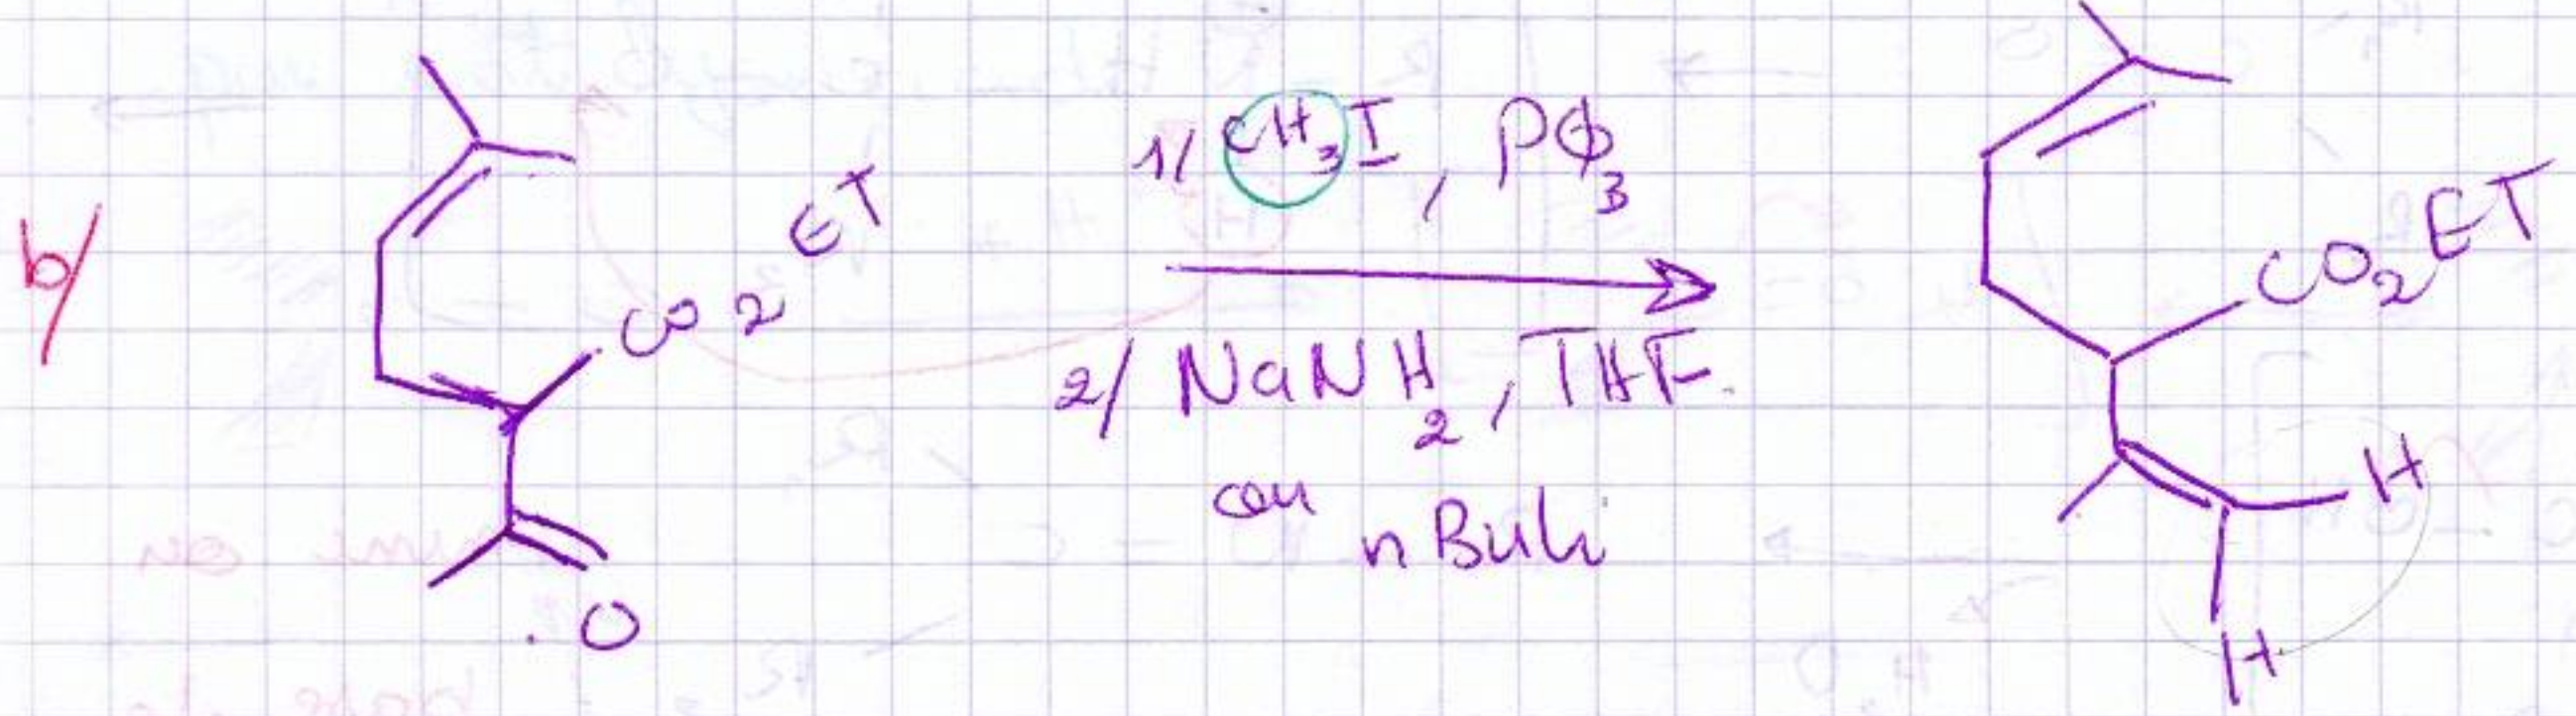 b/
CO2ET
O
1/ CH3I, PΦ3
2/ NaNH2, THF.
ou nBuLi
CO2ET
H
H